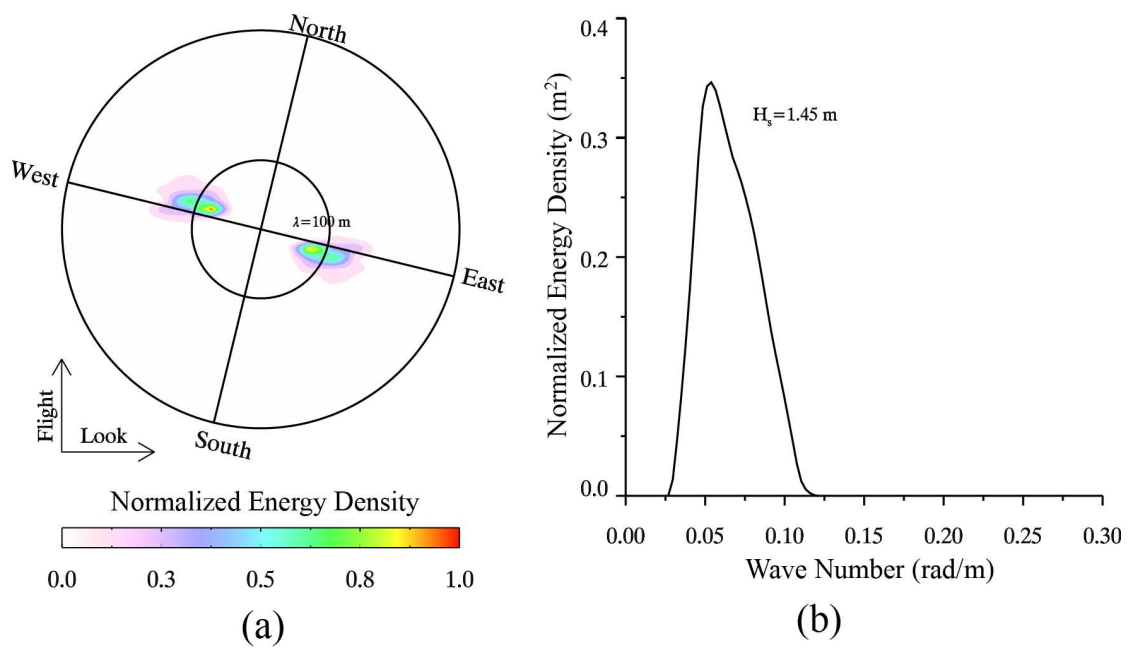 North
West
λ=100 m
East
South
Flight
Look
Normalized Energy Density
0.0 0.3 0.5 0.8 1.0
(a)
Normalized Energy Density (m²)
0.4
0.3
0.2
0.1
0.0
Hₛ=1.45 m
0.00 0.05 0.10 0.15 0.20 0.25 0.30
Wave Number (rad/m)
(b)